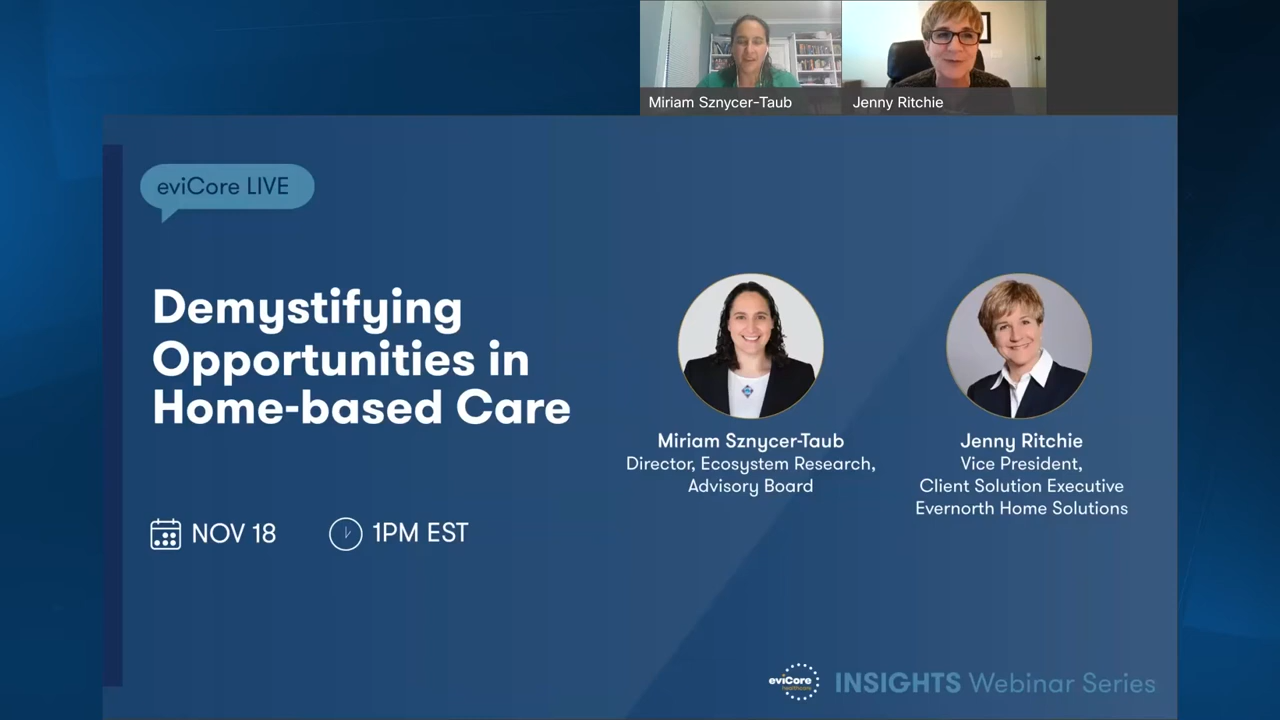 Miriam Sznycer-Taub
Jenny Ritchie
eviCore LIVE
Demystifying
Opportunities in
Home-based Care
NOV 18
1PM EST
Miriam Sznycer-Taub
Director, Ecosystem Research,
Advisory Board
Jenny Ritchie
Vice President,
Client Solution Executive
Evernorth Home Solutions
eviCore
healthcare
INSIGHTS Webinar Series